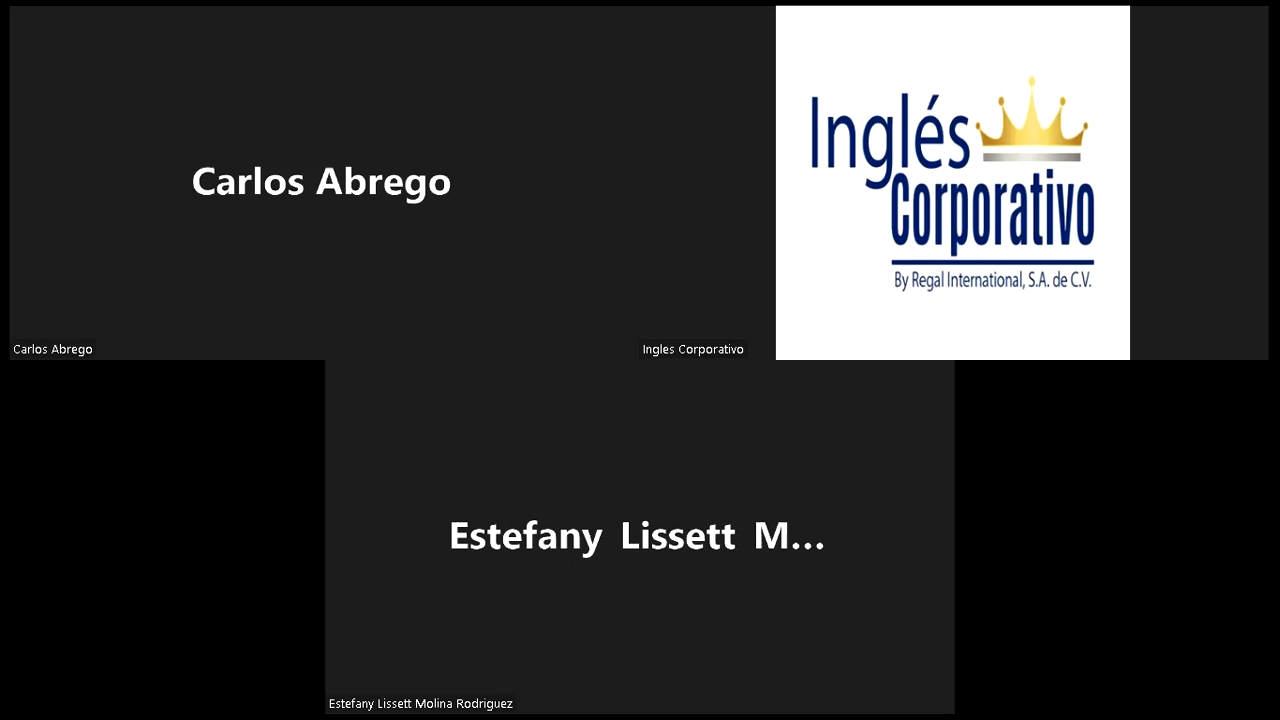 Carlos Abrego
Carlos Abrego
Inglés
Corporativo
By Regal International, S.A. de C.V.
Ingles Corporativo
Estefany Lissett M...
Estefany Lissett Molina Rodriguez